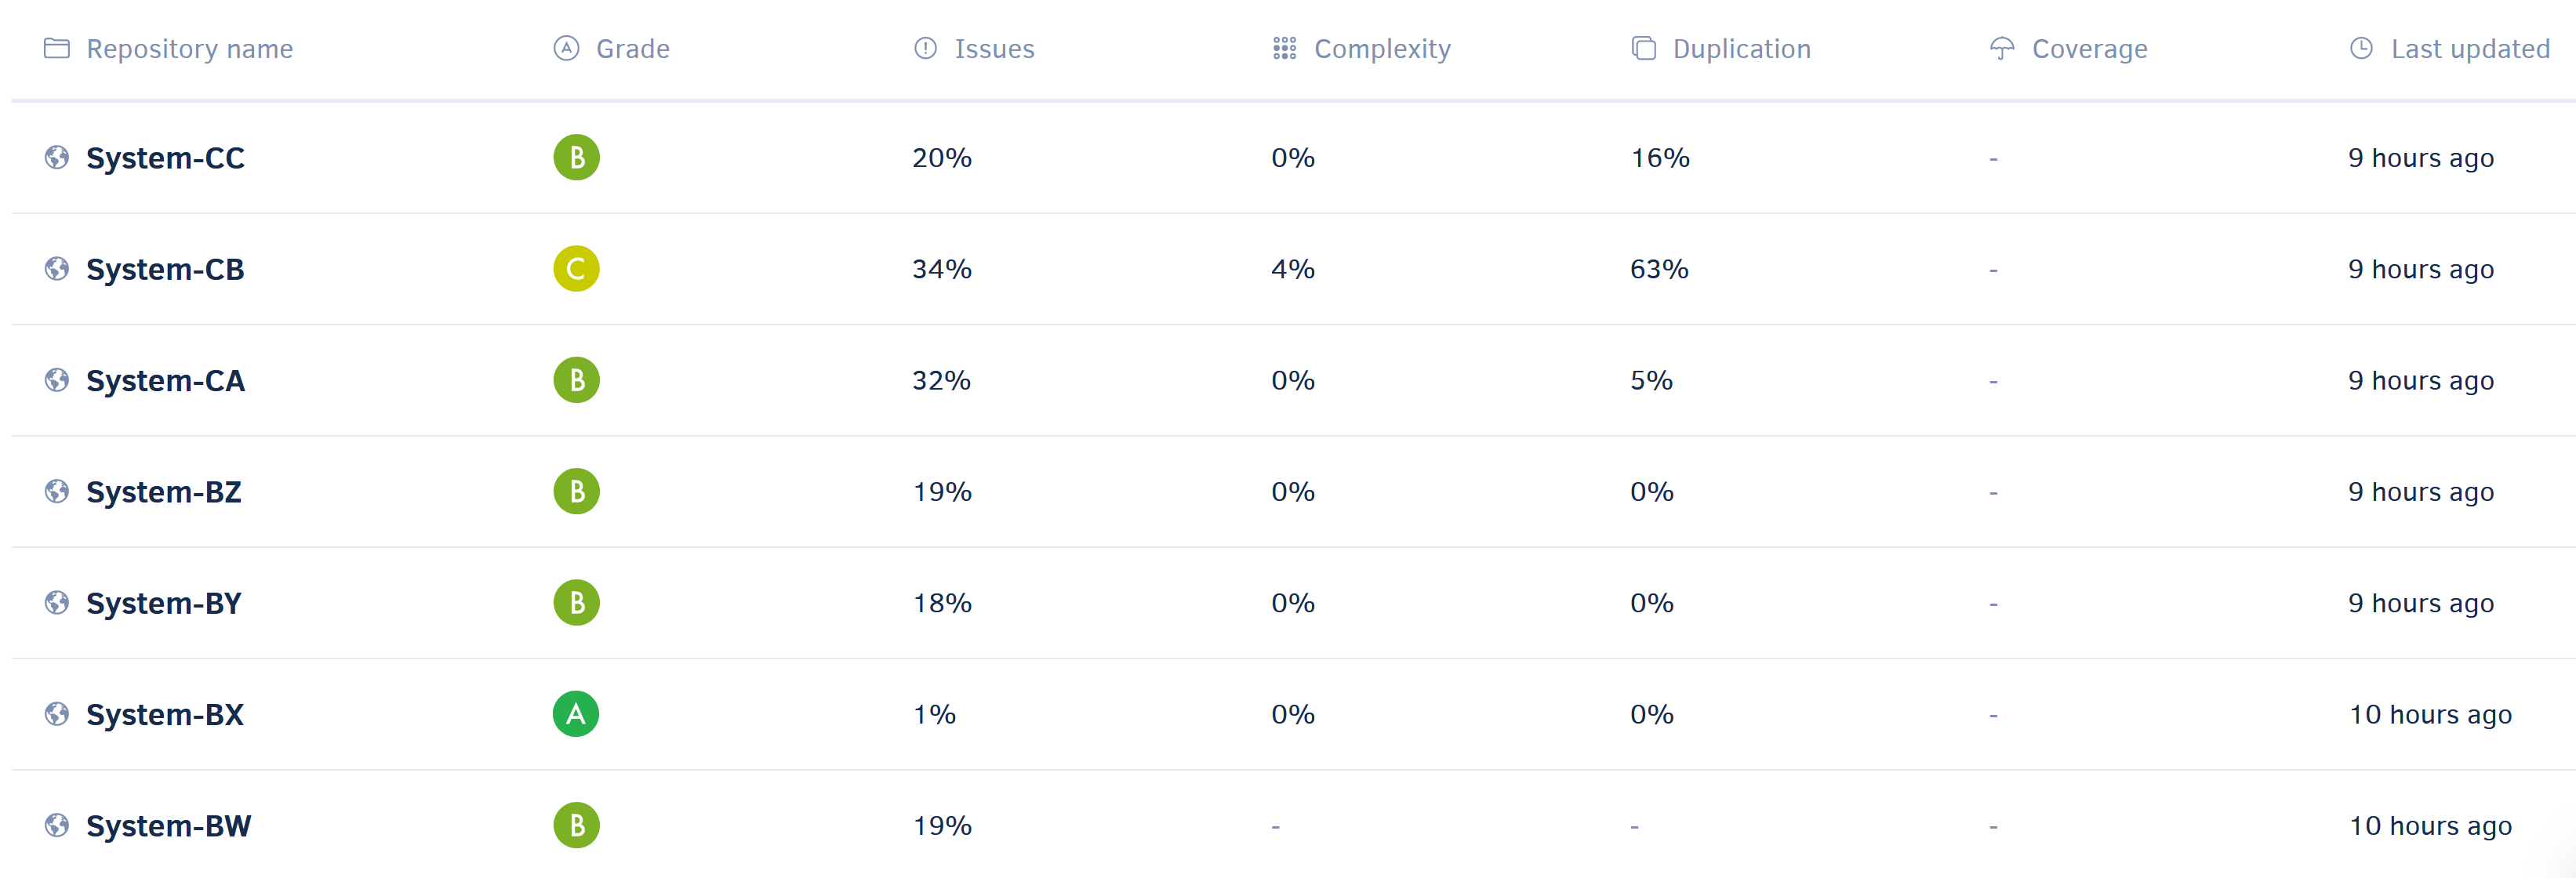 Repository name Grade Issues Complexity Duplication Coverage Last updated
System-CC B 20% 0% 16% - 9 hours ago
System-CB C 34% 4% 63% - 9 hours ago
System-CA B 32% 0% 5% - 9 hours ago
System-BZ B 19% 0% 0% - 9 hours ago
System-BY B 18% 0% 0% - 9 hours ago
System-BX A 1% 0% 0% - 10 hours ago
System-BW B 19% - - - 10 hours ago